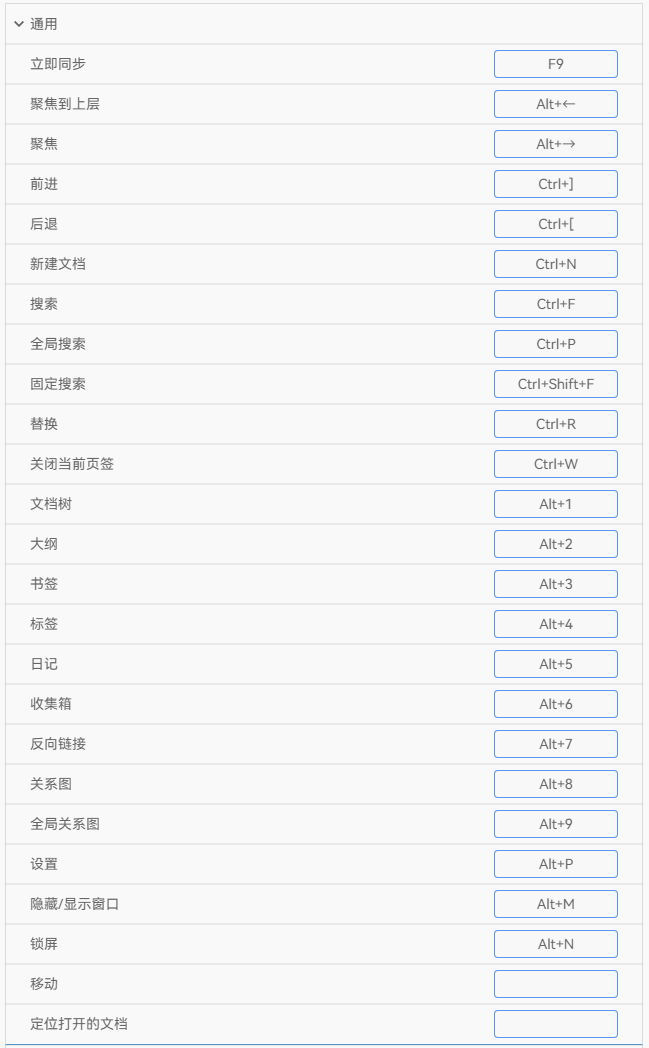 通用
立即同步 F9
聚焦到上层 Alt+←
聚焦 Alt+→
前进 Ctrl+]
后退 Ctrl+[
新建文档 Ctrl+N
搜索 Ctrl+F
全局搜索 Ctrl+P
固定搜索 Ctrl+Shift+F
替换 Ctrl+R
关闭当前页签 Ctrl+W
文档树 Alt+1
大纲 Alt+2
书签 Alt+3
标签 Alt+4
日记 Alt+5
收集箱 Alt+6
反向链接 Alt+7
关系图 Alt+8
全局关系图 Alt+9
设置 Alt+P
隐藏/显示窗口 Alt+M
锁屏 Alt+N
移动
定位打开的文档